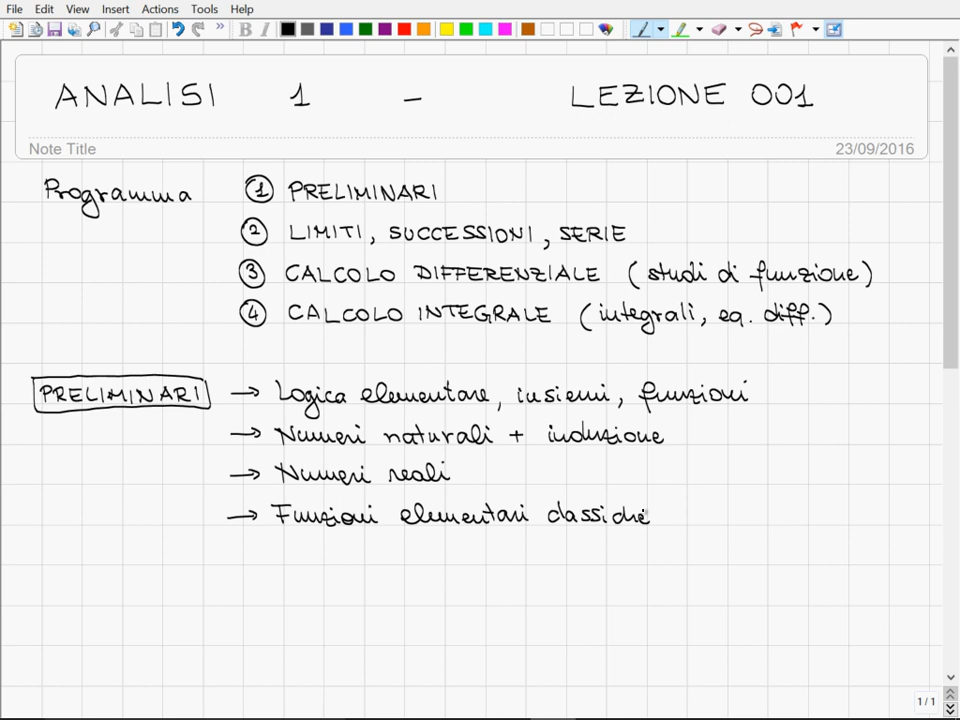 File Edit View Insert Actions Tools Help
ANALISI 1 - LEZIONE 001
Note Title 23/09/2016
Programma ① PRELIMINARI
② LIMITI, SUCCESSIONI, SERIE
③ CALCOLO DIFFERENZIALE (studi di funzione)
④ CALCOLO INTEGRALE (integrali, eq. diff.)
PRELIMINARI → Logica elementare, insiemi, funzioni
→ Numeri naturali + induzione
→ Numeri reali
→ Funzioni elementari classiche
1 / 1